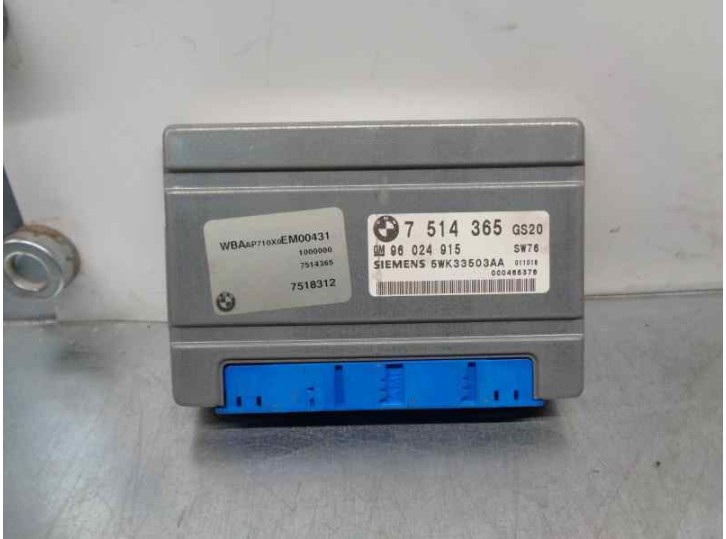 WBAAP710X0EM00431
1000000
7514365
7518312
7 514 365 GS20
GM 96 024 915 SW76
SIEMENS 5WK33503AA 011018
000466376